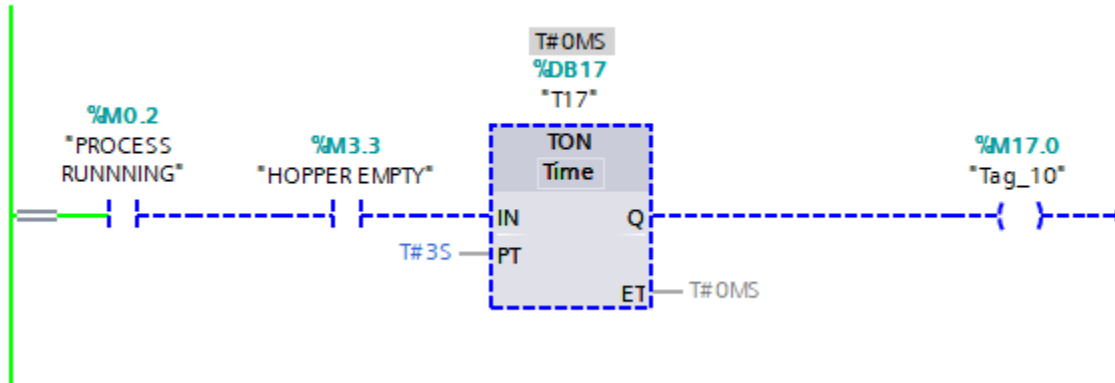 T#0MS
%DB17
"T17"
%M0.2
"PROCESS
RUNNNING"
%M3.3
"HOPPER EMPTY"
TON
Time
%M17.0
"Tag_10"
IN
Q
T#3S
PT
ET
T#0MS